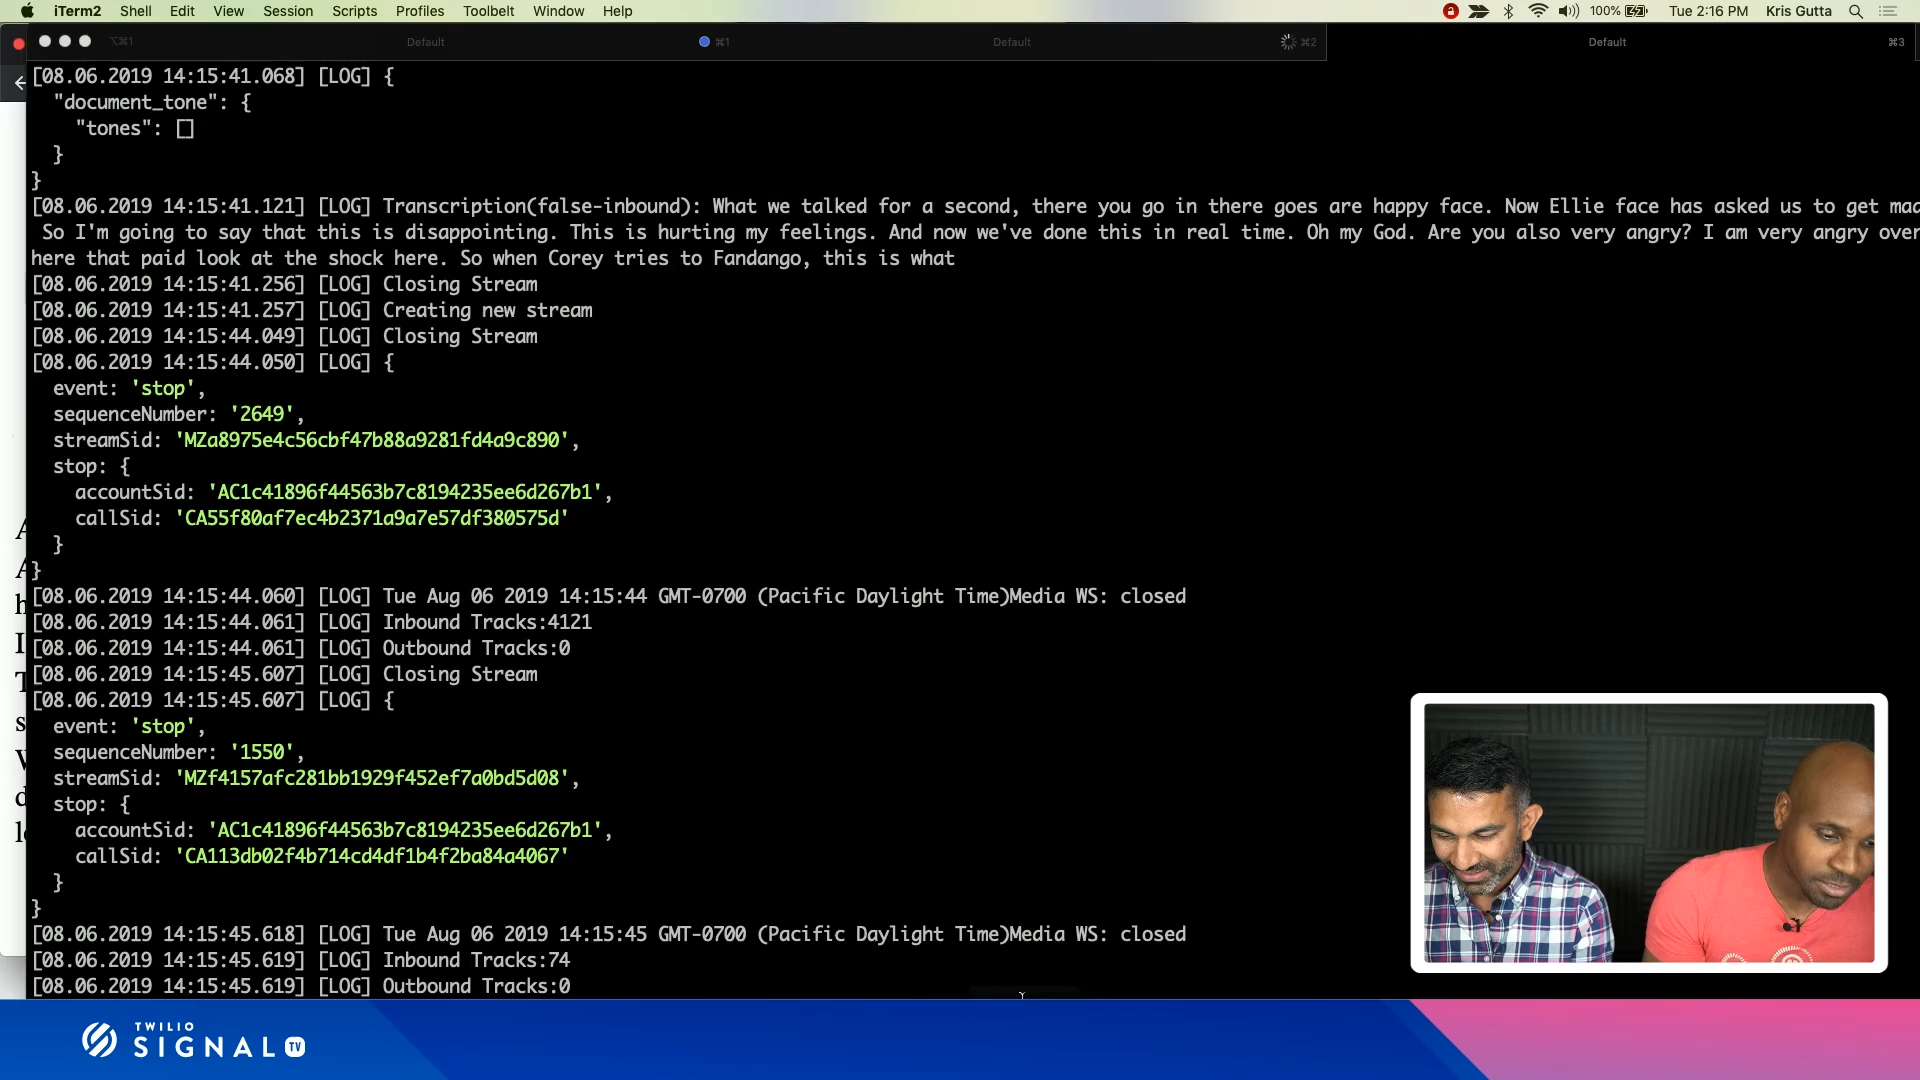 iTerm2 Shell Edit View Session Scripts Profiles Toolbelt Window Help 100% Tue 2:16 PM Kris Gutta
⌥⌘1 Default ⌘1 Default ⌘2 Default ⌘3
[08.06.2019 14:15:41.068] [LOG] {
"document_tone": {
"tones": []
}
}
[08.06.2019 14:15:41.121] [LOG] Transcription(false-inbound): What we talked for a second, there you go in there goes are happy face. Now Ellie face has asked us to get mad
So I'm going to say that this is disappointing. This is hurting my feelings. And now we've done this in real time. Oh my God. Are you also very angry? I am very angry over
here that paid look at the shock here. So when Corey tries to Fandango, this is what
[08.06.2019 14:15:41.256] [LOG] Closing Stream
[08.06.2019 14:15:41.257] [LOG] Creating new stream
[08.06.2019 14:15:44.049] [LOG] Closing Stream
[08.06.2019 14:15:44.050] [LOG] {
event: 'stop',
sequenceNumber: '2649',
streamSid: 'MZa8975e4c56cbf47b88a9281fd4a9c890',
stop: {
accountSid: 'AC1c41896f44563b7c8194235ee6d267b1',
callSid: 'CA55f80af7ec4b2371a9a7e57df380575d'
}
}
[08.06.2019 14:15:44.060] [LOG] Tue Aug 06 2019 14:15:44 GMT-0700 (Pacific Daylight Time)Media WS: closed
[08.06.2019 14:15:44.061] [LOG] Inbound Tracks:4121
[08.06.2019 14:15:44.061] [LOG] Outbound Tracks:0
[08.06.2019 14:15:45.607] [LOG] Closing Stream
[08.06.2019 14:15:45.607] [LOG] {
event: 'stop',
sequenceNumber: '1550',
streamSid: 'MZf4157afc281bb1929f452ef7a0bd5d08',
stop: {
accountSid: 'AC1c41896f44563b7c8194235ee6d267b1',
callSid: 'CA113db02f4b714cd4df1b4f2ba84a4067'
}
}
[08.06.2019 14:15:45.618] [LOG] Tue Aug 06 2019 14:15:45 GMT-0700 (Pacific Daylight Time)Media WS: closed
[08.06.2019 14:15:45.619] [LOG] Inbound Tracks:74
[08.06.2019 14:15:45.619] [LOG] Outbound Tracks:0
TWILIO
SIGNAL TV